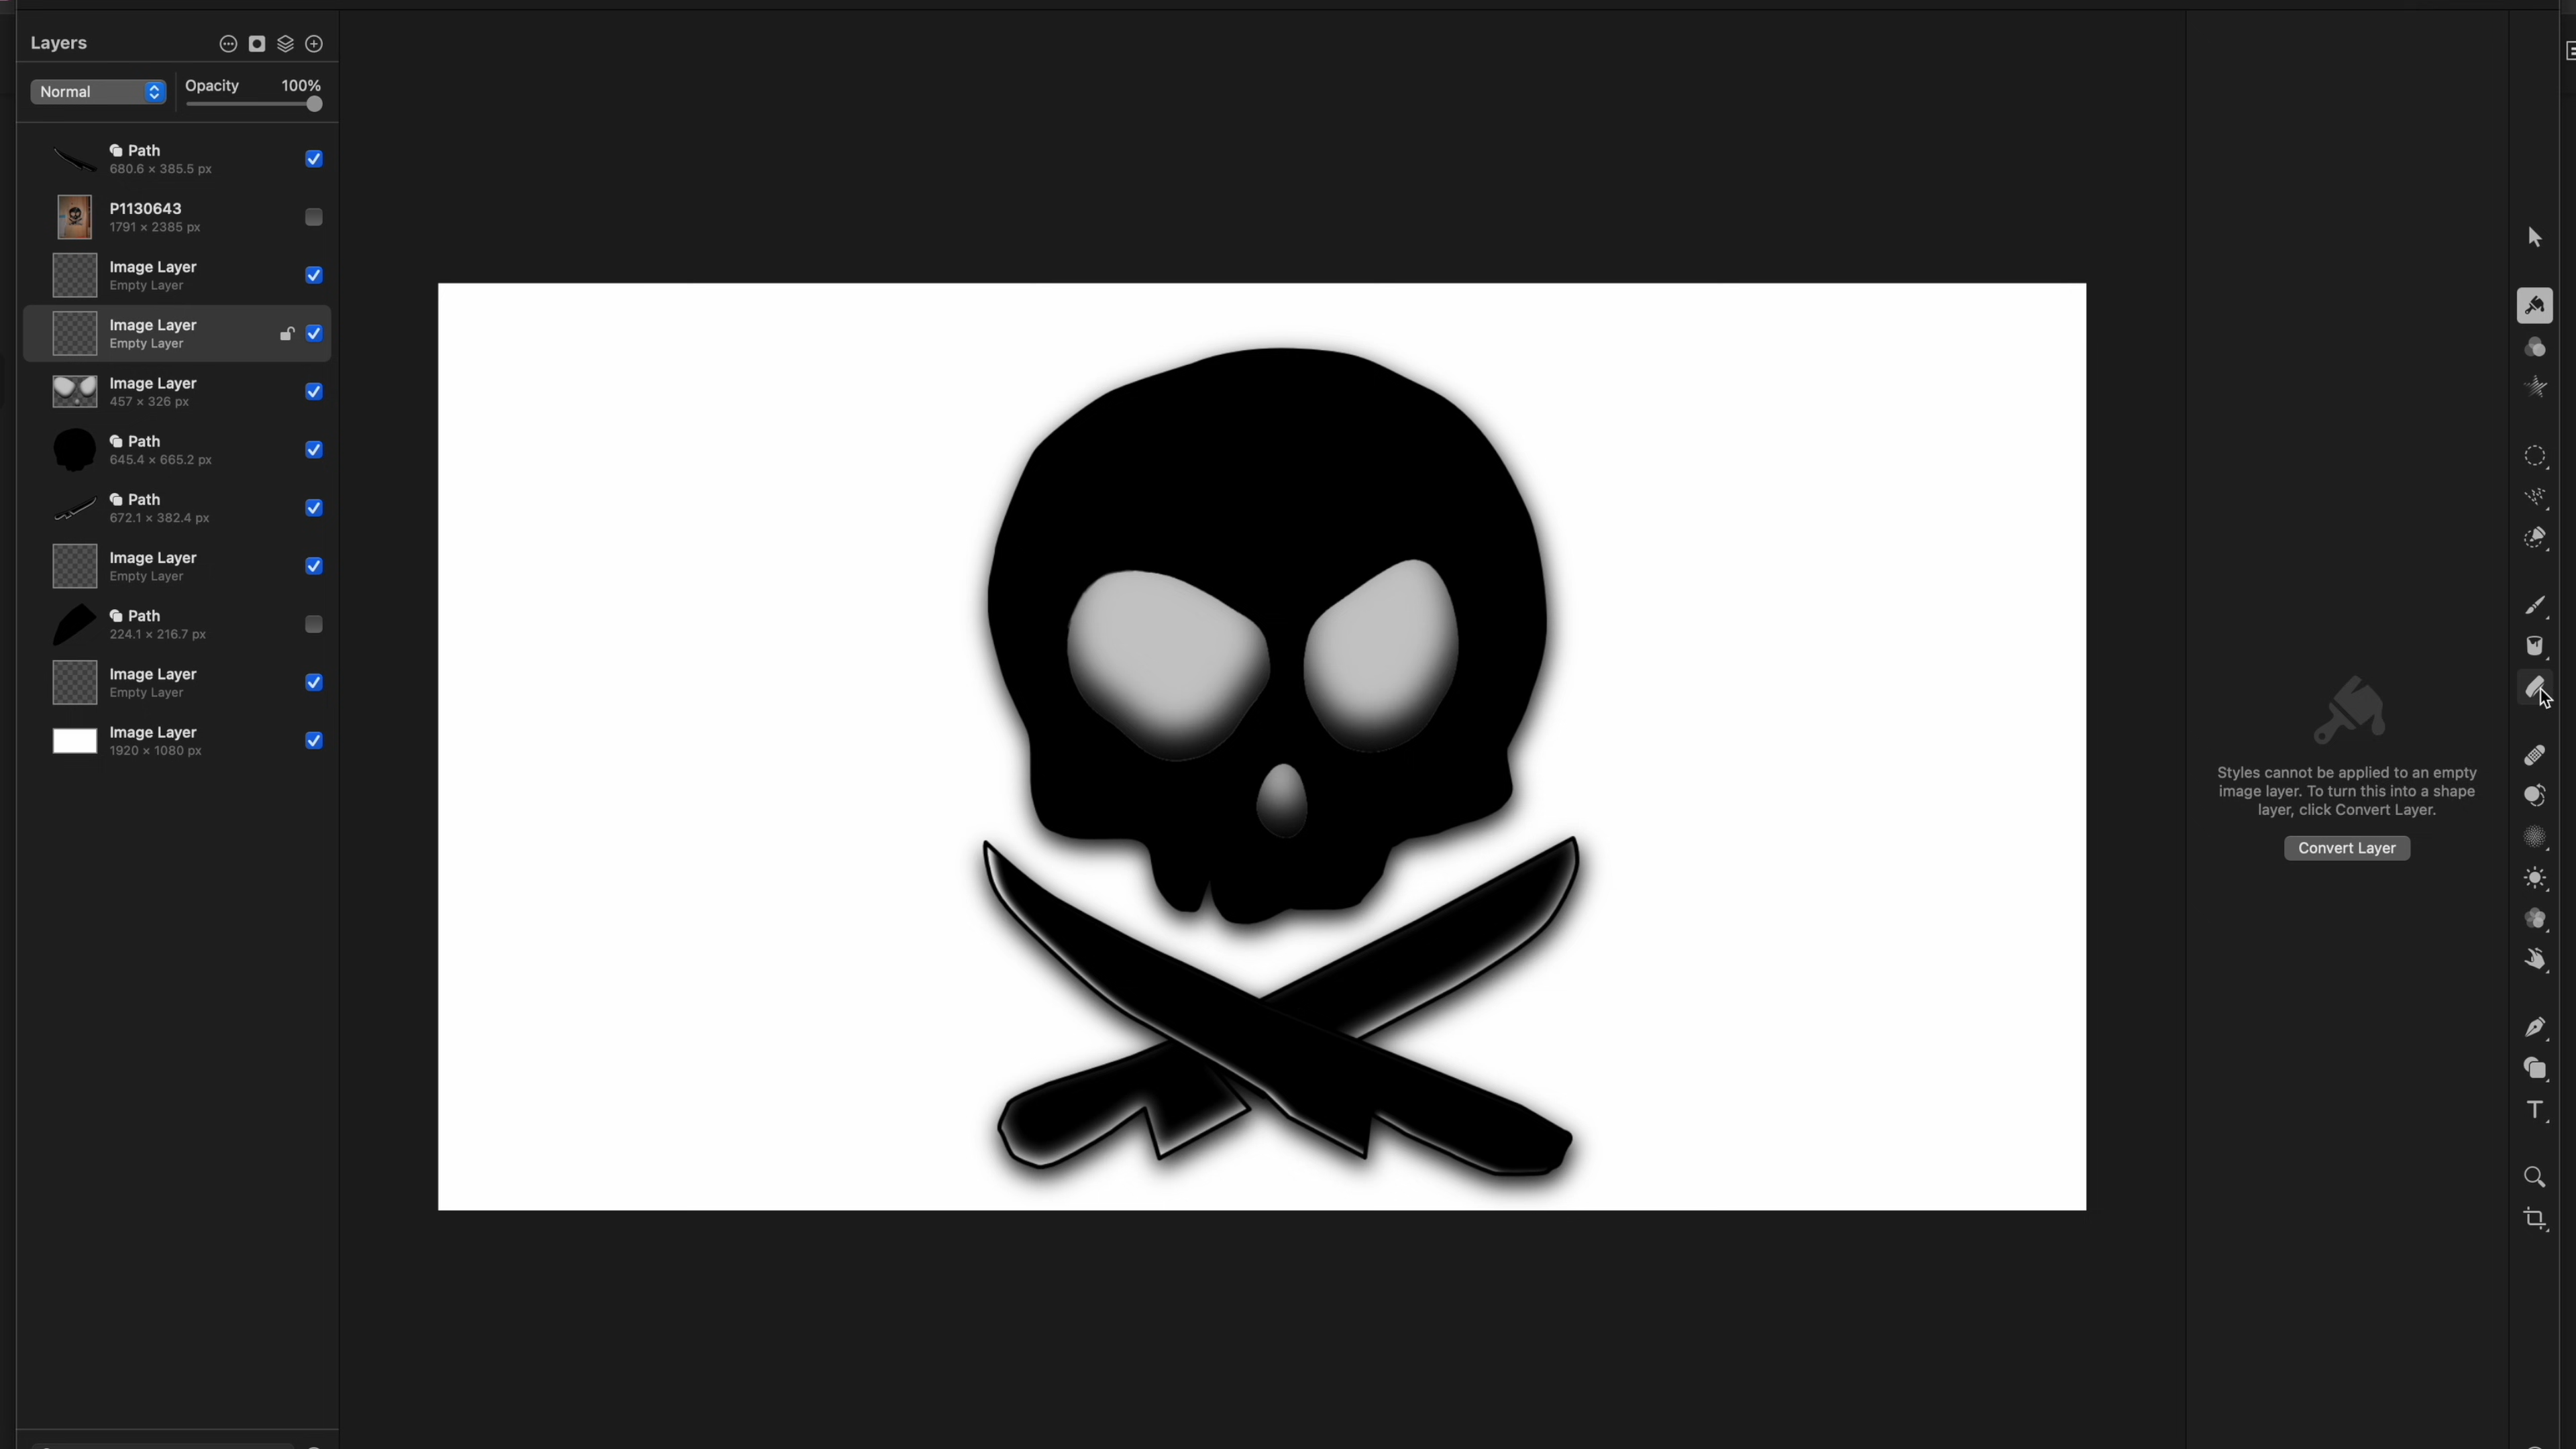 Layers
Normal
Opacity 100%
Path
680.6 × 385.5 px
P1130643
1791 × 2385 px
Image Layer
Empty Layer
Image Layer
Empty Layer
Image Layer
457 × 326 px
Path
645.4 × 665.2 px
Path
672.1 × 382.4 px
Image Layer
Empty Layer
Path
224.1 × 216.7 px
Image Layer
Empty Layer
Image Layer
1920 × 1080 px
Styles cannot be applied to an empty
image layer. To turn this into a shape
layer, click Convert Layer.
Convert Layer